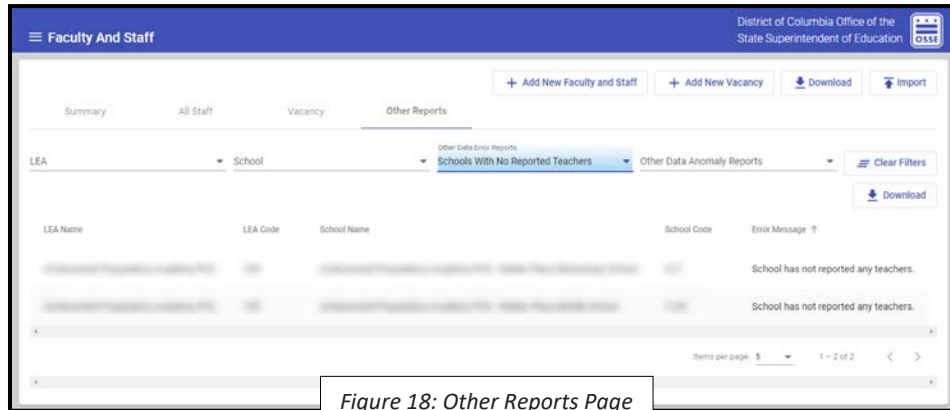 District of Columbia Office of the
Faculty And Staff
State Superintendent of Education
OSSE
+ Add New Faculty and Staff + Add New Vacancy Download Import
Summary All Staff Vacancy Other Reports
Other Data Error Reports
LEA School Schools With No Reported Teachers Other Data Anomaly Reports Clear Filters
Download
LEA Name LEA Code School Name School Code Error Message ↑
School has not reported any teachers.
School has not reported any teachers.
Items per page: 5 1 – 2 of 2 < >
Figure 18: Other Reports Page